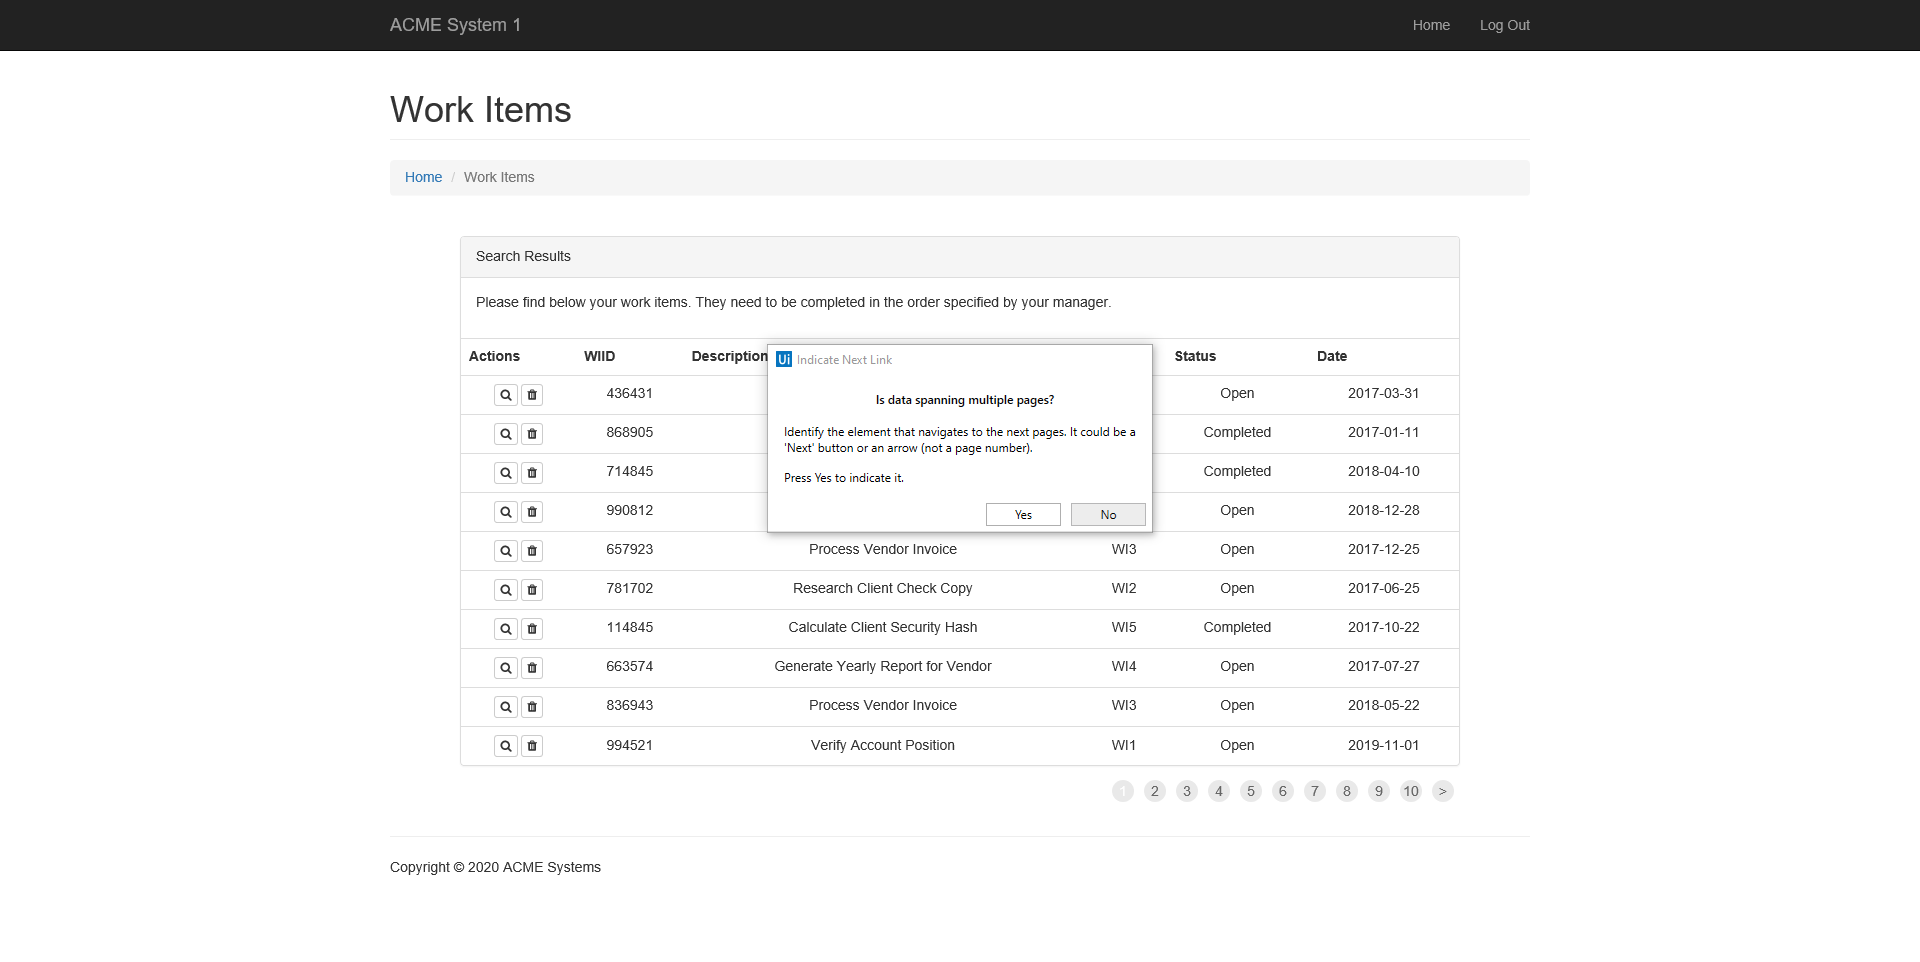 ACME System 1 Home Log Out
Work Items
Home / Work Items
Search Results
Please find below your work items. They need to be completed in the order specified by your manager.
Actions WIID Description Status Date
Ui Indicate Next Link
Is data spanning multiple pages?
Identify the element that navigates to the next pages. It could be a
'Next' button or an arrow (not a page number).
Press Yes to indicate it.
Yes No
436431 Open 2017-03-31
868905 Completed 2017-01-11
714845 Completed 2018-04-10
990812 Open 2018-12-28
657923 Process Vendor Invoice WI3 Open 2017-12-25
781702 Research Client Check Copy WI2 Open 2017-06-25
114845 Calculate Client Security Hash WI5 Completed 2017-10-22
663574 Generate Yearly Report for Vendor WI4 Open 2017-07-27
836943 Process Vendor Invoice WI3 Open 2018-05-22
994521 Verify Account Position WI1 Open 2019-11-01
1 2 3 4 5 6 7 8 9 10 >
Copyright © 2020 ACME Systems